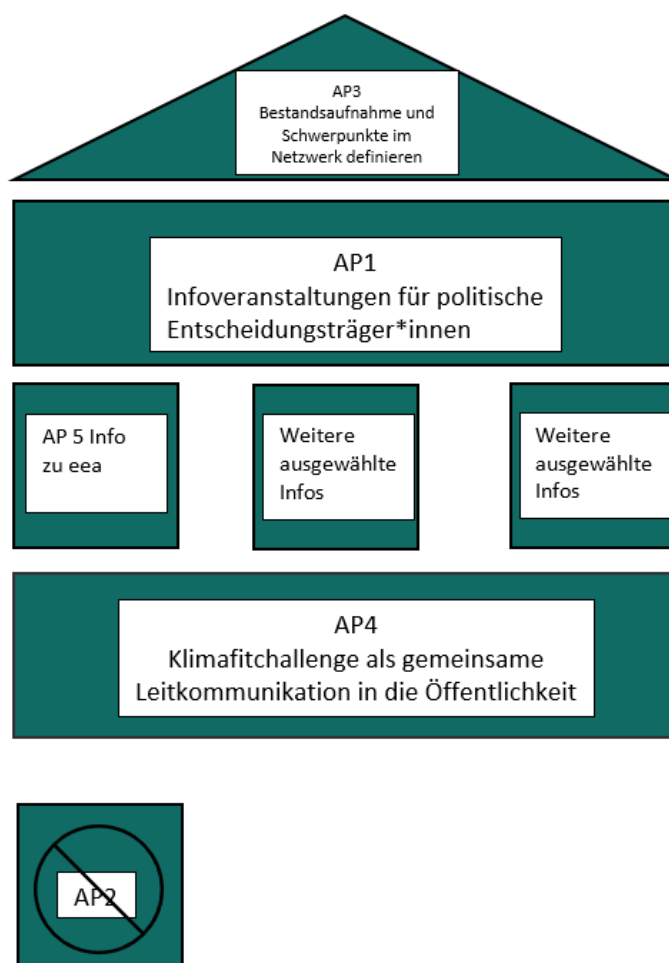 AP3
Bestandsaufnahme und
Schwerpunkte im
Netzwerk definieren
AP1
Infoveranstaltungen für politische
Entscheidungsträger*innen
AP 5 Info
zu eea
Weitere
ausgewählte
Infos
Weitere
ausgewählte
Infos
AP4
Klimafitchallenge als gemeinsame
Leitkommunikation in die Öffentlichkeit
AP2